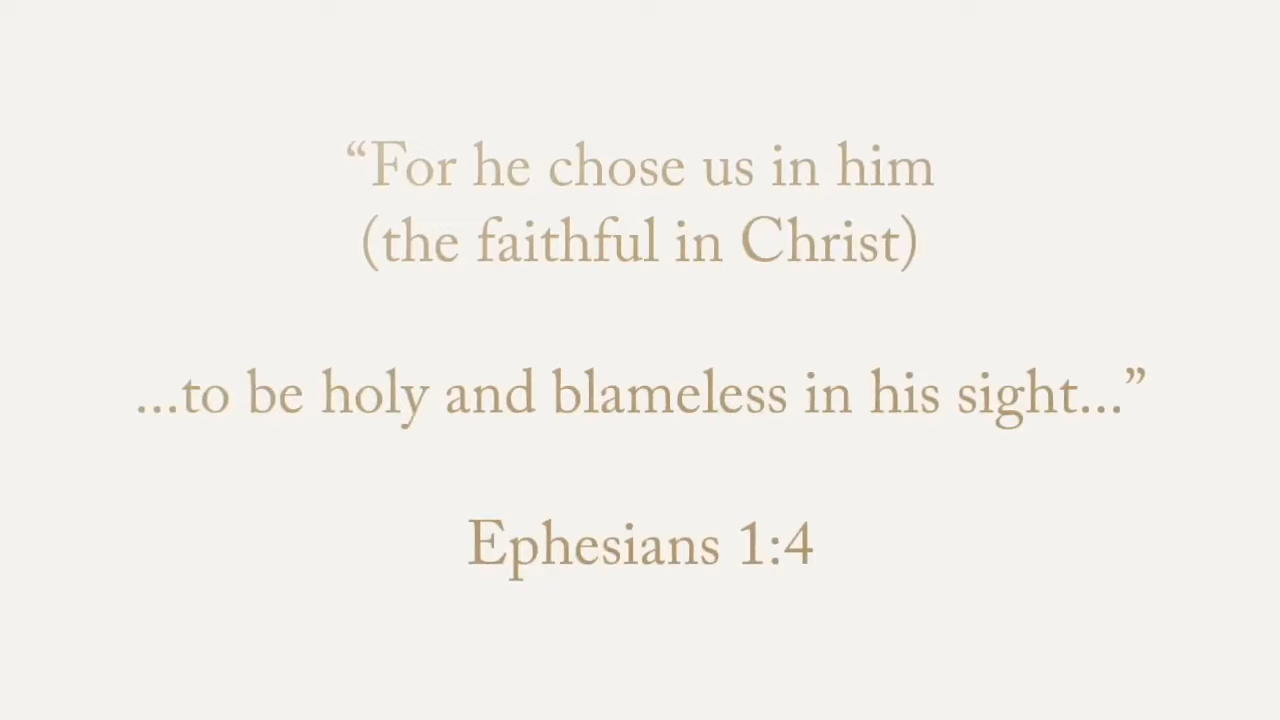 “For he chose us in him
(the faithful in Christ)
...to be holy and blameless in his sight...”
Ephesians 1:4